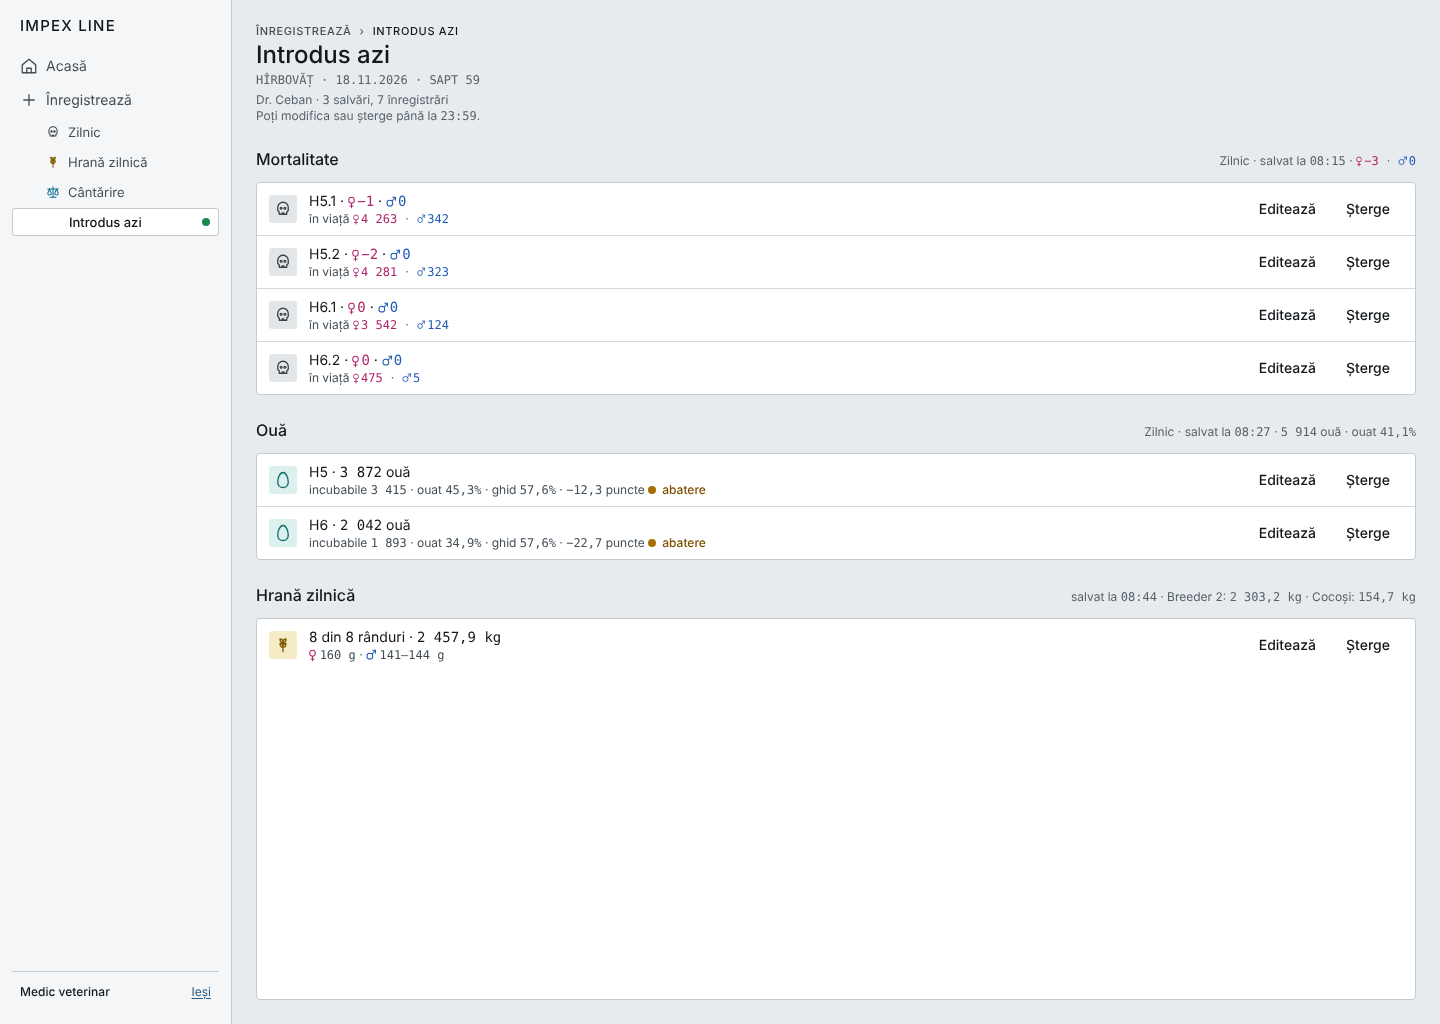 IMPEX LINE
Acasă
Înregistrează
Zilnic
Hrană zilnică
Cântărire
Introdus azi
Medic veterinar
Ieși
ÎNREGISTREAZĂ › INTRODUS AZI
Introdus azi
HÎRBOVĂȚ · 18.11.2026 · SAPT 59
Dr. Ceban · 3 salvări, 7 înregistrări
Poți modifica sau șterge până la 23:59.
Mortalitate
Zilnic · salvat la 08:15 · ♀−3 · ♂0
H5.1 · ♀−1 · ♂0
în viață ♀4 263 · ♂342
Editează Șterge
H5.2 · ♀−2 · ♂0
în viață ♀4 281 · ♂323
Editează Șterge
H6.1 · ♀0 · ♂0
în viață ♀3 542 · ♂124
Editează Șterge
H6.2 · ♀0 · ♂0
în viață ♀475 · ♂5
Editează Șterge
Ouă
Zilnic · salvat la 08:27 · 5 914 ouă · ouat 41,1%
H5 · 3 872 ouă
incubabile 3 415 · ouat 45,3% · ghid 57,6% · −12,3 puncte ● abatere
Editează Șterge
H6 · 2 042 ouă
incubabile 1 893 · ouat 34,9% · ghid 57,6% · −22,7 puncte ● abatere
Editează Șterge
Hrană zilnică
salvat la 08:44 · Breeder 2: 2 303,2 kg · Cocoși: 154,7 kg
8 din 8 rânduri · 2 457,9 kg
♀ 160 g · ♂ 141–144 g
Editează Șterge